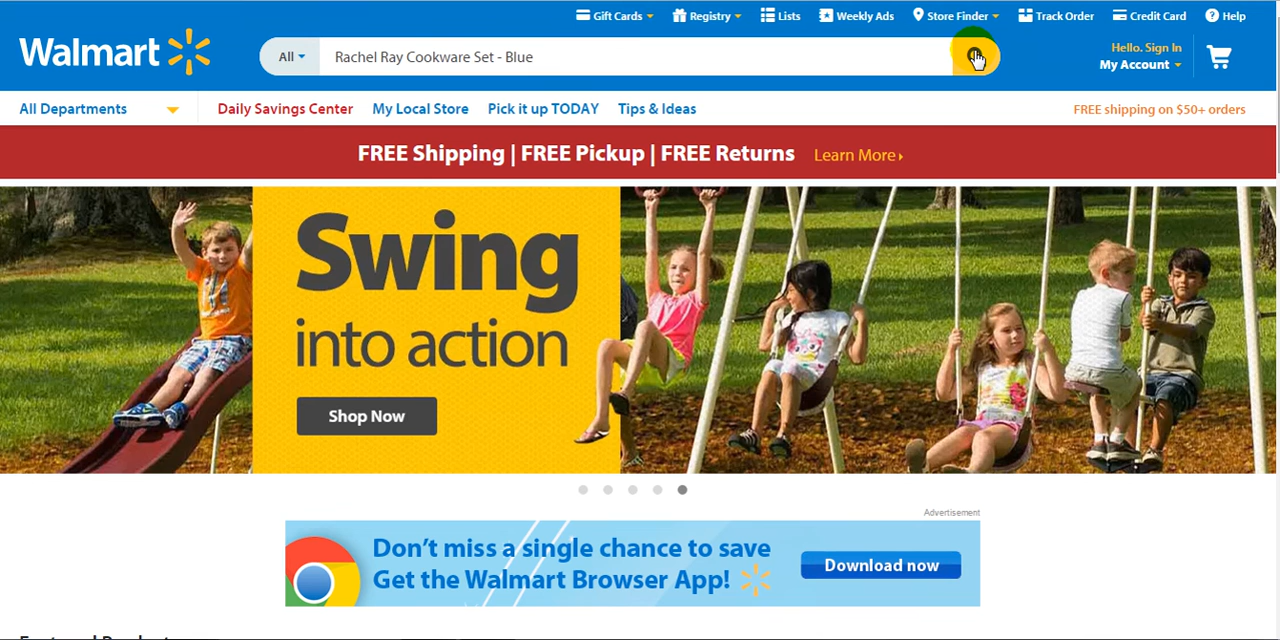 Gift Cards
Registry
Lists
Weekly Ads
Store Finder
Track Order
Credit Card
Help
Walmart
All
Rachel Ray Cookware Set - Blue
Hello. Sign In
My Account
All Departments
Daily Savings Center
My Local Store
Pick it up TODAY
Tips & Ideas
FREE shipping on $50+ orders
FREE Shipping | FREE Pickup | FREE Returns
Learn More
Swing
into action
Shop Now
Advertisement
Don't miss a single chance to save
Get the Walmart Browser App!
Download now